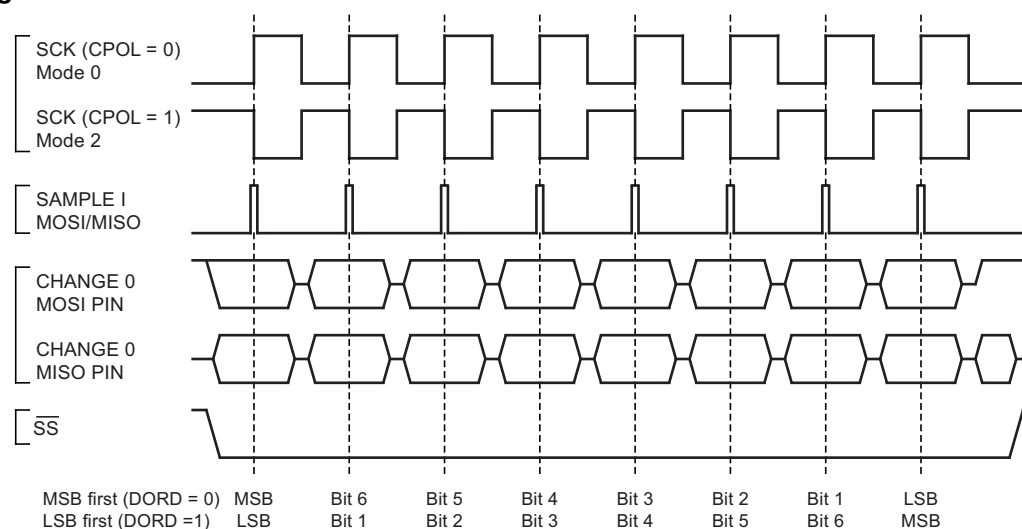 SCK (CPOL = 0)
Mode 0
SCK (CPOL = 1)
Mode 2
SAMPLE I
MOSI/MISO
CHANGE 0
MOSI PIN
CHANGE 0
MISO PIN
SS
MSB first (DORD = 0) MSB Bit 6 Bit 5 Bit 4 Bit 3 Bit 2 Bit 1 LSB
LSB first (DORD =1) LSB Bit 1 Bit 2 Bit 3 Bit 4 Bit 5 Bit 6 MSB